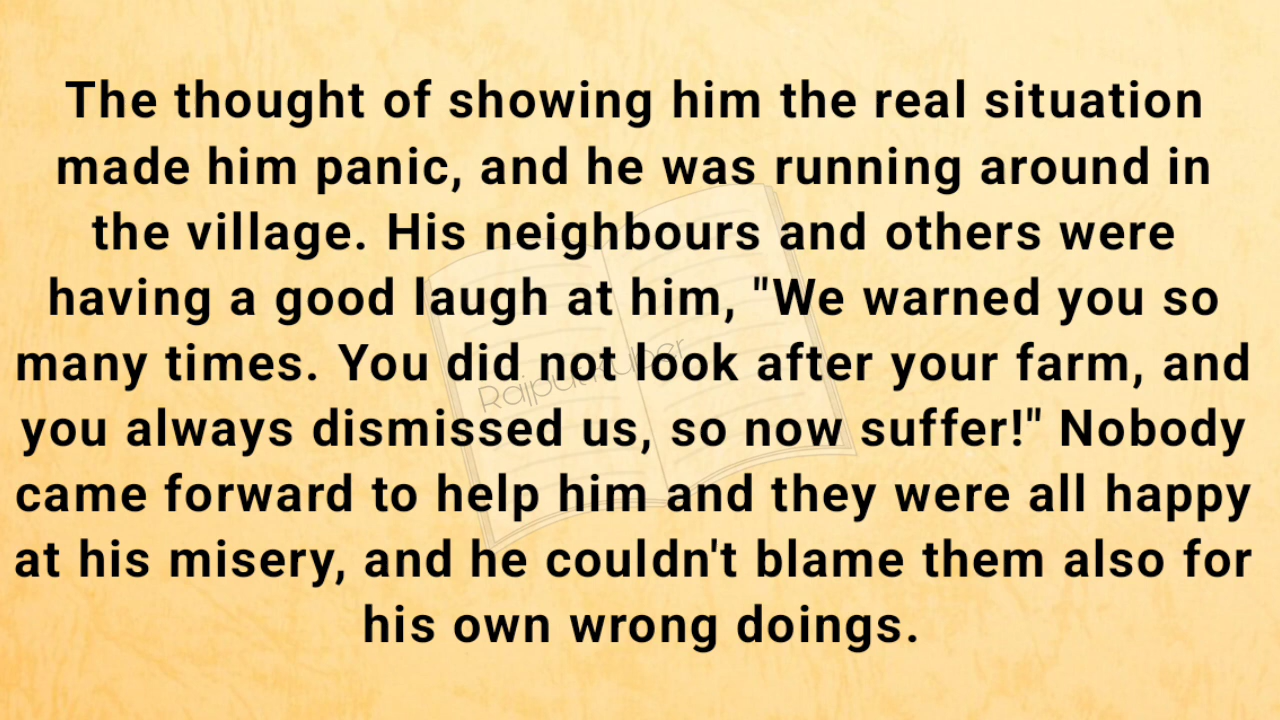 The thought of showing him the real situation
made him panic, and he was running around in
the village. His neighbours and others were
having a good laugh at him, "We warned you so
many times. You did not look after your farm, and
you always dismissed us, so now suffer!" Nobody
came forward to help him and they were all happy
at his misery, and he couldn't blame them also for
his own wrong doings.